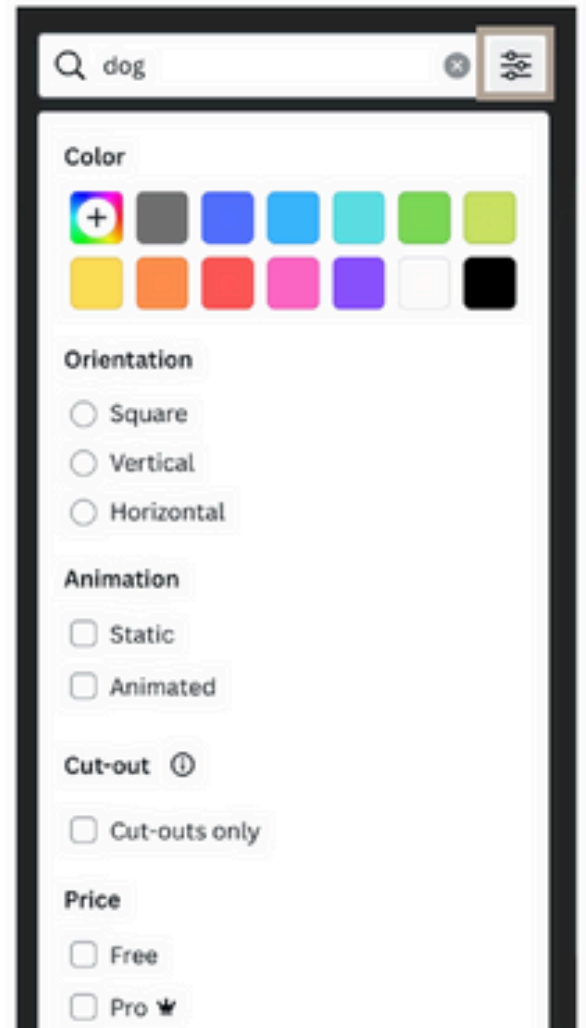 dog
Color
Orientation
Square
Vertical
Horizontal
Animation
Static
Animated
Cut-out
Cut-outs only
Price
Free
Pro